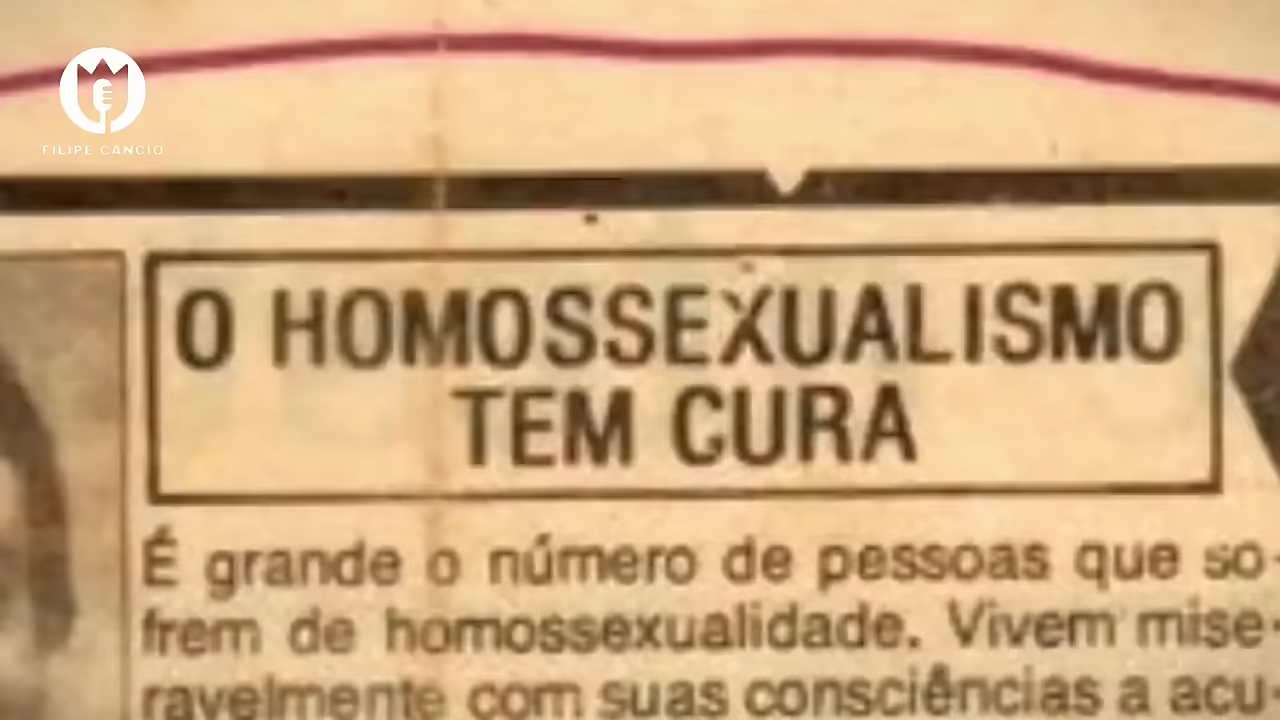 FILIPE CANCIO
O HOMOSSEXUALISMO
TEM CURA
É grande o número de pessoas que so-
frem de homossexualidade. Vivem mise-
ravelmente com suas consciências a acu-